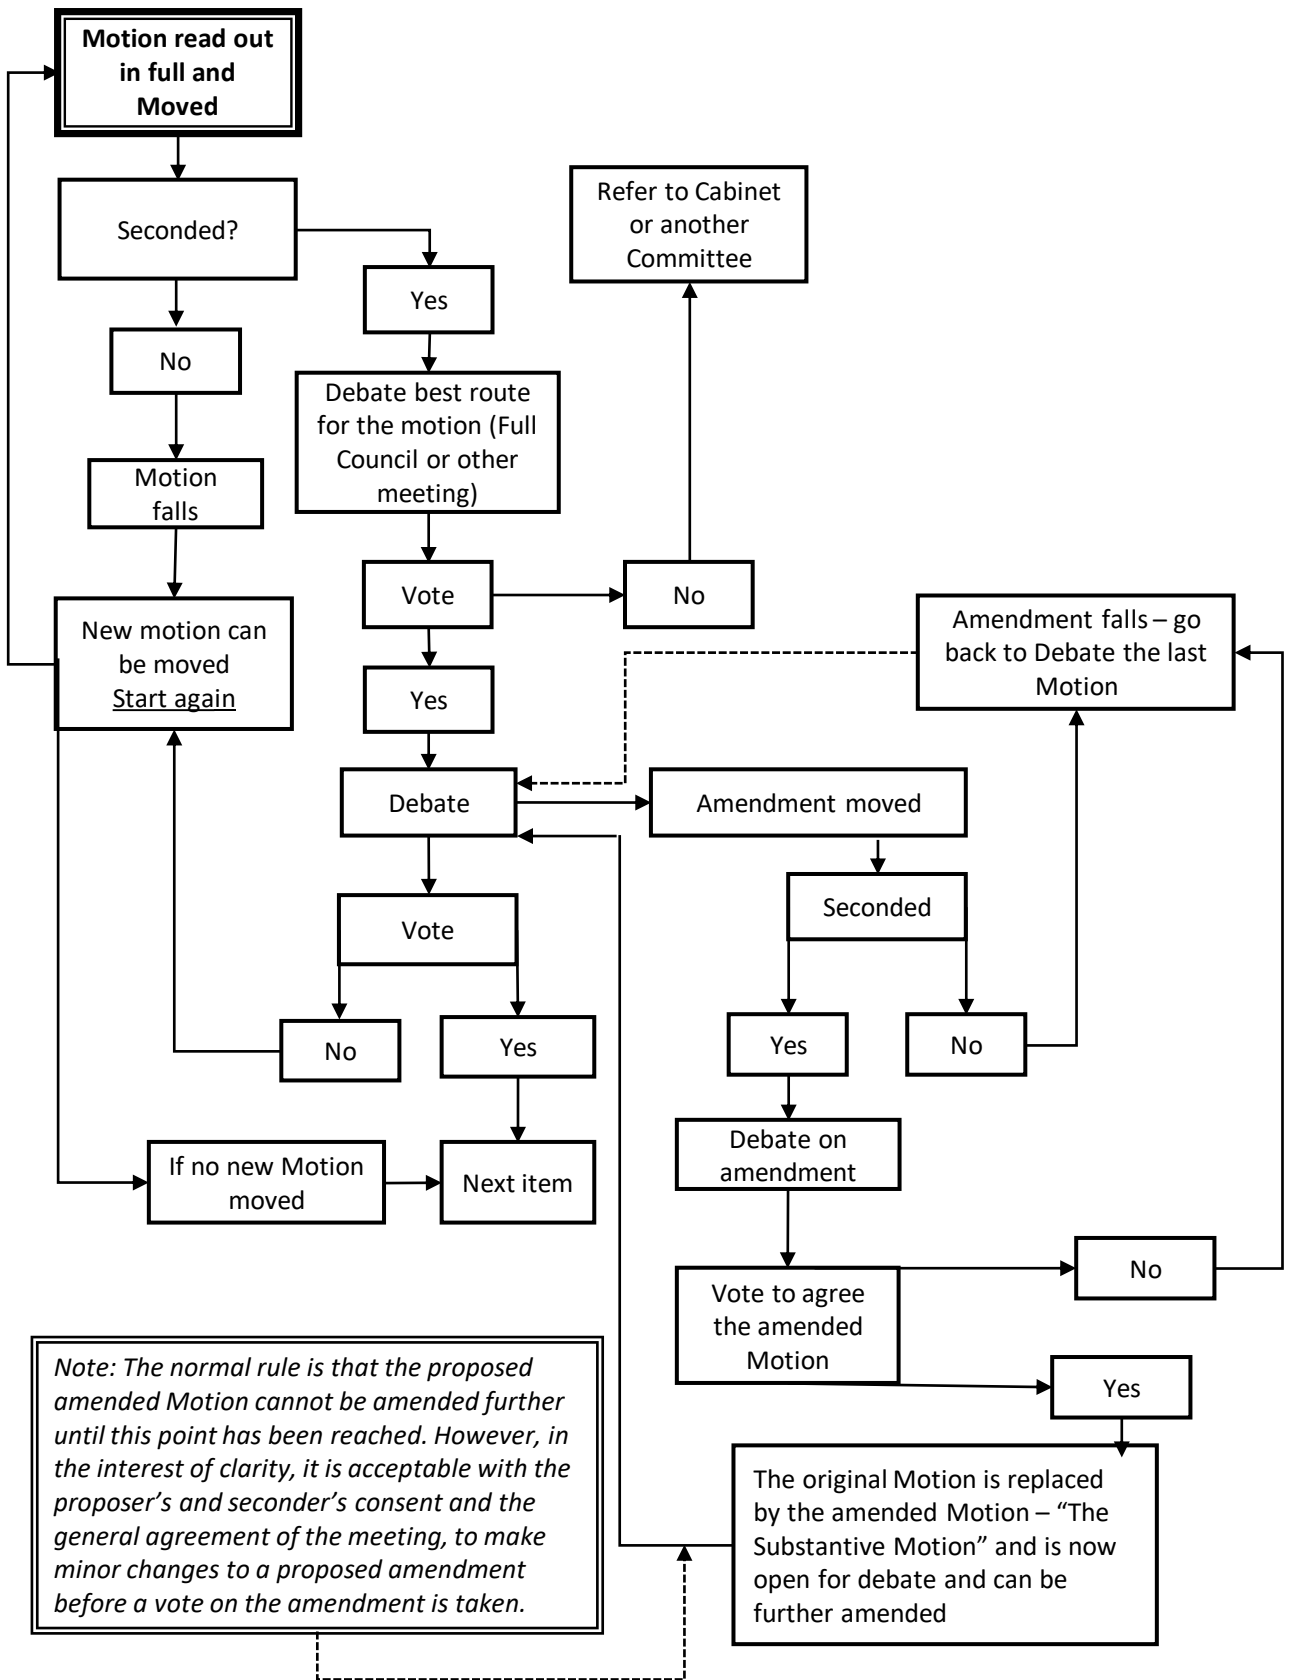 Motion read out
in full and
Moved
Seconded?
Refer to Cabinet
or another
Committee
Yes
No
Debate best route
for the motion (Full
Council or other
meeting)
Motion
falls
Vote
No
New motion can
be moved
Start again
Amendment falls – go
back to Debate the last
Motion
Yes
Debate
Amendment moved
Seconded
Vote
No
Yes
Yes
No
Debate on
amendment
If no new Motion
moved
Next item
No
Vote to agree
the amended
Motion
Yes
Note: The normal rule is that the proposed
amended Motion cannot be amended further
until this point has been reached. However, in
the interest of clarity, it is acceptable with the
proposer’s and seconder’s consent and the
general agreement of the meeting, to make
minor changes to a proposed amendment
before a vote on the amendment is taken.
The original Motion is replaced
by the amended Motion – “The
Substantive Motion” and is now
open for debate and can be
further amended